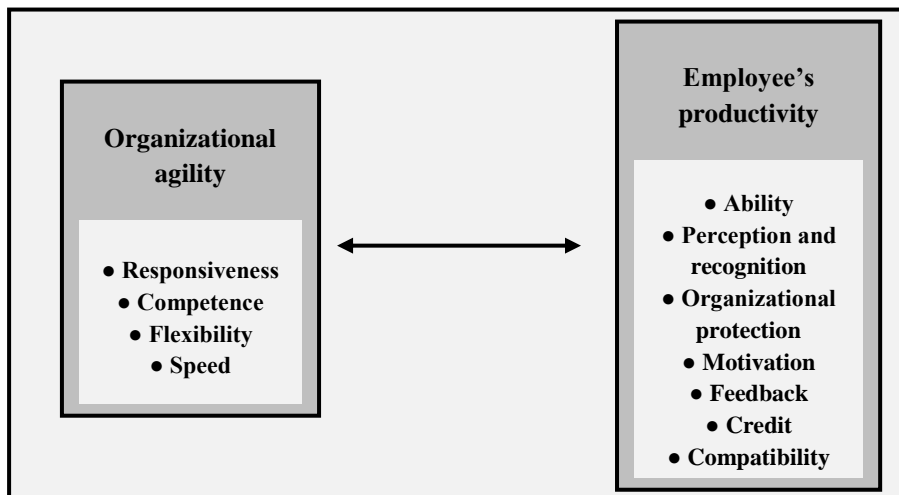 Organizational
agility
● Responsiveness
● Competence
● Flexibility
● Speed
Employee’s
productivity
● Ability
● Perception and
recognition
● Organizational
protection
● Motivation
● Feedback
● Credit
● Compatibility